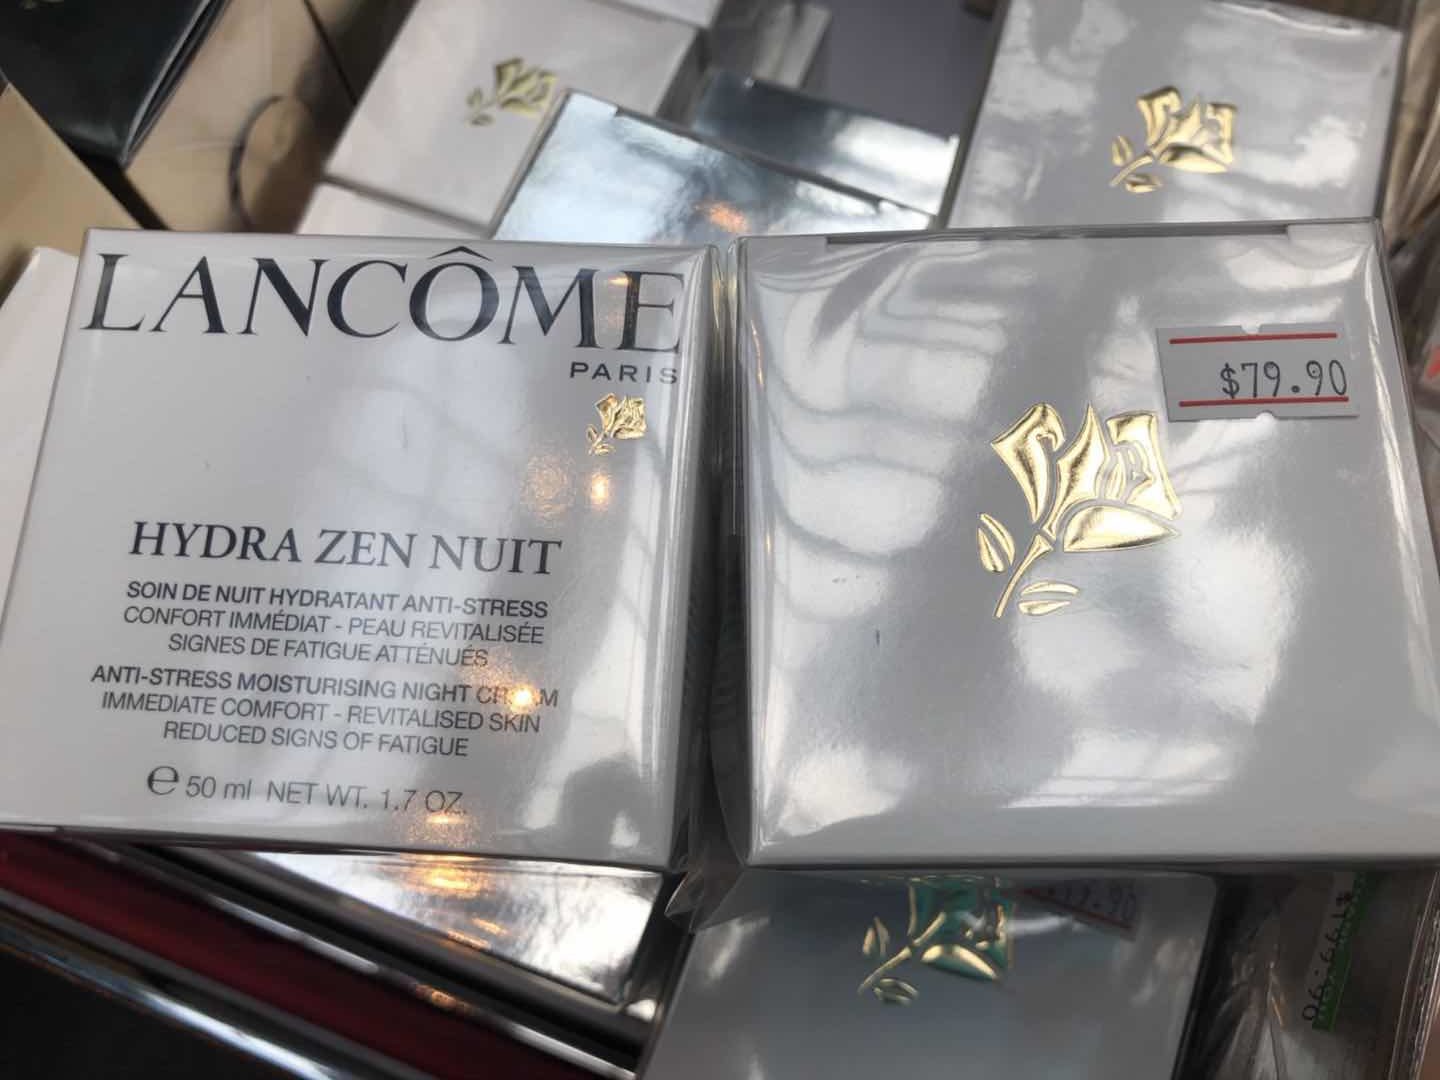 LANCÔME
PARIS
HYDRA ZEN NUIT
SOIN DE NUIT HYDRATANT ANTI-STRESS
CONFORT IMMÉDIAT - PEAU REVITALISÉE
SIGNES DE FATIGUE ATTÉNUÉS
ANTI-STRESS MOISTURISING NIGHT CREAM
IMMEDIATE COMFORT - REVITALISED SKIN
REDUCED SIGNS OF FATIGUE
e 50 ml NET WT. 1.7 OZ.
$79.90